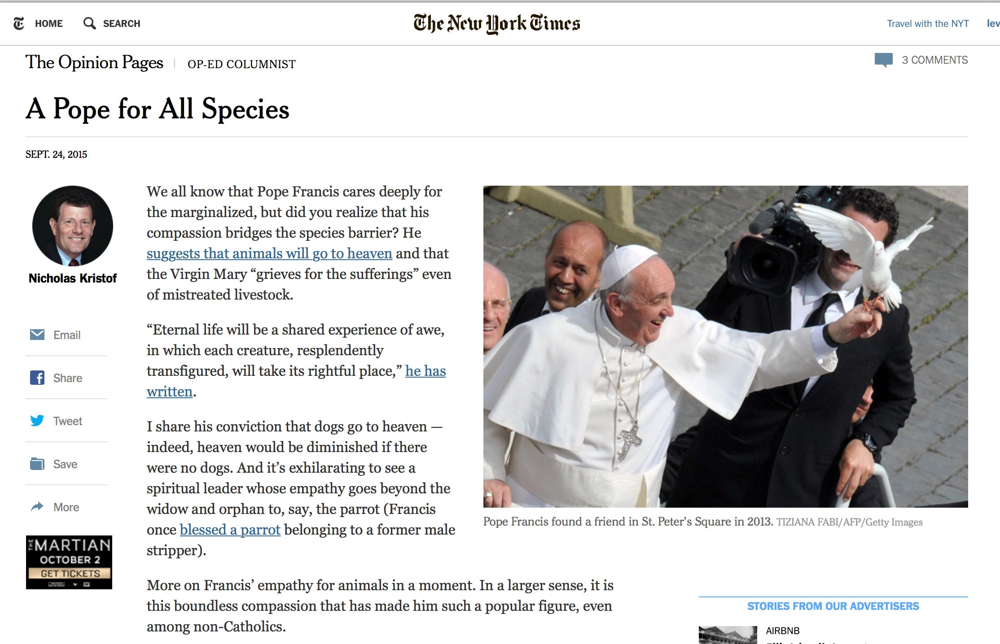 HOME
SEARCH
The New York Times
Travel with the NYT
lev
The Opinion Pages | OP-ED COLUMNIST
3 COMMENTS
A Pope for All Species
SEPT. 24, 2015
Nicholas Kristof
Email
Share
Tweet
Save
More
THE MARTIAN
OCTOBER 2
GET TICKETS
We all know that Pope Francis cares deeply for
the marginalized, but did you realize that his
compassion bridges the species barrier? He
suggests that animals will go to heaven and that
the Virgin Mary “grieves for the sufferings” even
of mistreated livestock.
“Eternal life will be a shared experience of awe,
in which each creature, resplendently
transfigured, will take its rightful place,” he has
written.
I share his conviction that dogs go to heaven —
indeed, heaven would be diminished if there
were no dogs. And it’s exhilarating to see a
spiritual leader whose empathy goes beyond the
widow and orphan to, say, the parrot (Francis
once blessed a parrot belonging to a former male
stripper).
More on Francis’ empathy for animals in a moment. In a larger sense, it is
this boundless compassion that has made him such a popular figure, even
among non-Catholics.
Pope Francis found a friend in St. Peter's Square in 2013. TIZIANA FABI/AFP/Getty Images
STORIES FROM OUR ADVERTISERS
AIRBNB